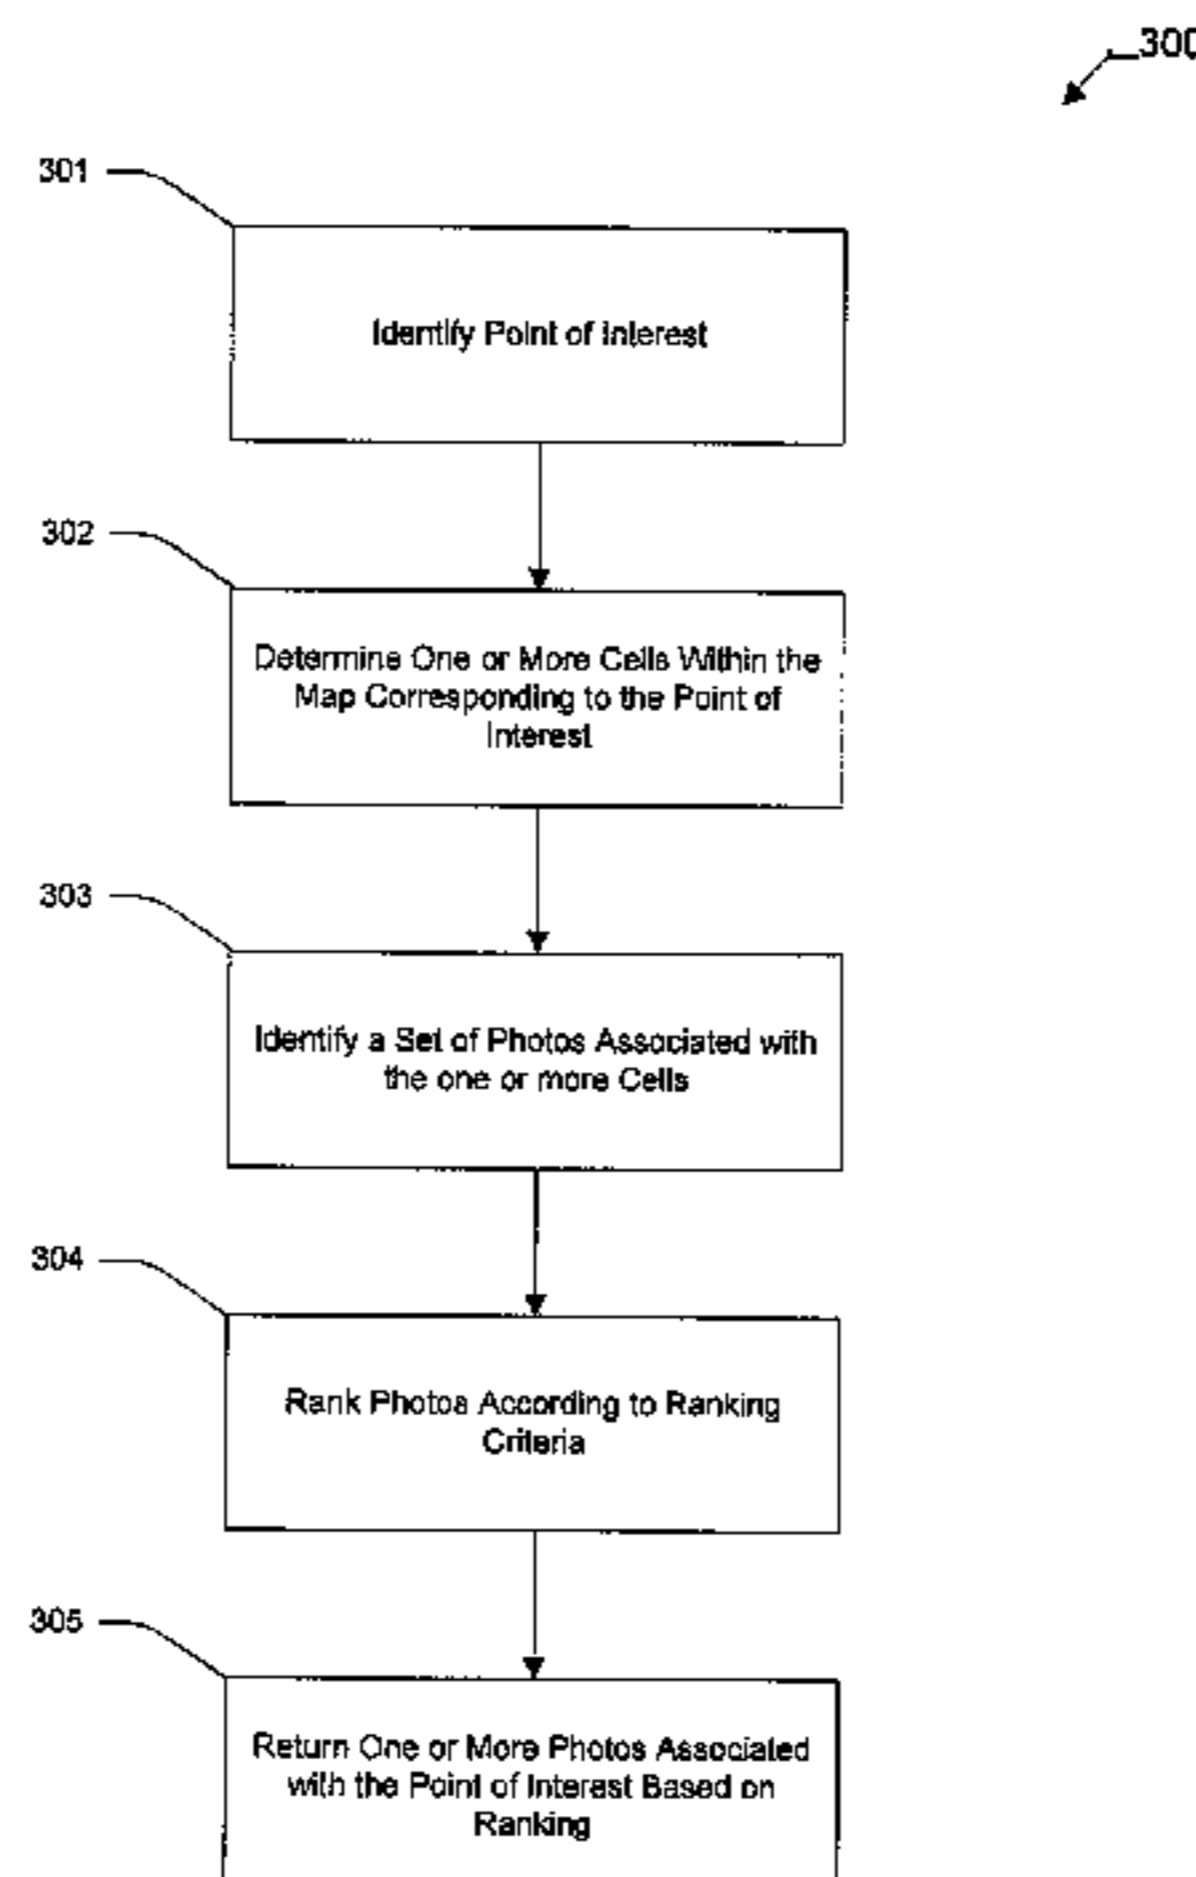 300
301
Identify Point of Interest
302
Determine One or More Cells Within the
Map Corresponding to the Point of
Interest
303
Identify a Set of Photos Associated with
the one or more Cells
304
Rank Photos According to Ranking
Criteria
305
Return One or More Photos Associated
with the Point of Interest Based on
Ranking